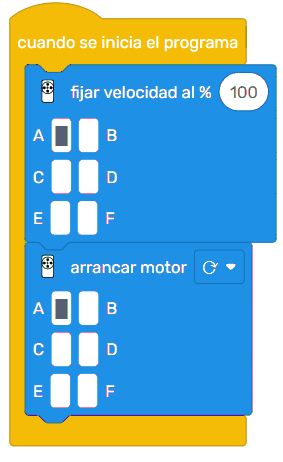 cuando se inicia el programa
fijar velocidad al % 100
A B
C D
E F
arrancar motor
A B
C D
E F